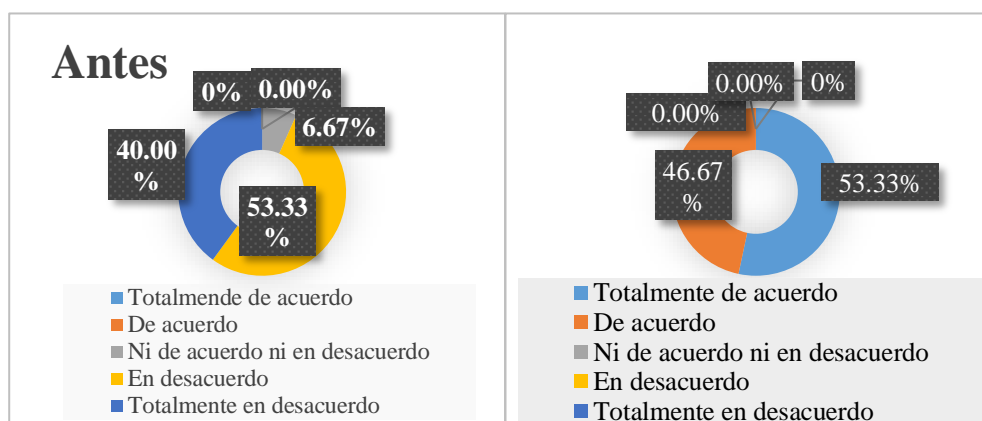 Antes
0%
0.00%
6.67%
40.00
%
53.33
%
Totalmende de acuerdo
De acuerdo
Ni de acuerdo ni en desacuerdo
En desacuerdo
Totalmente en desacuerdo
0.00%
0%
0.00%
46.67
%
53.33%
Totalmente de acuerdo
De acuerdo
Ni de acuerdo ni en desacuerdo
En desacuerdo
Totalmente en desacuerdo